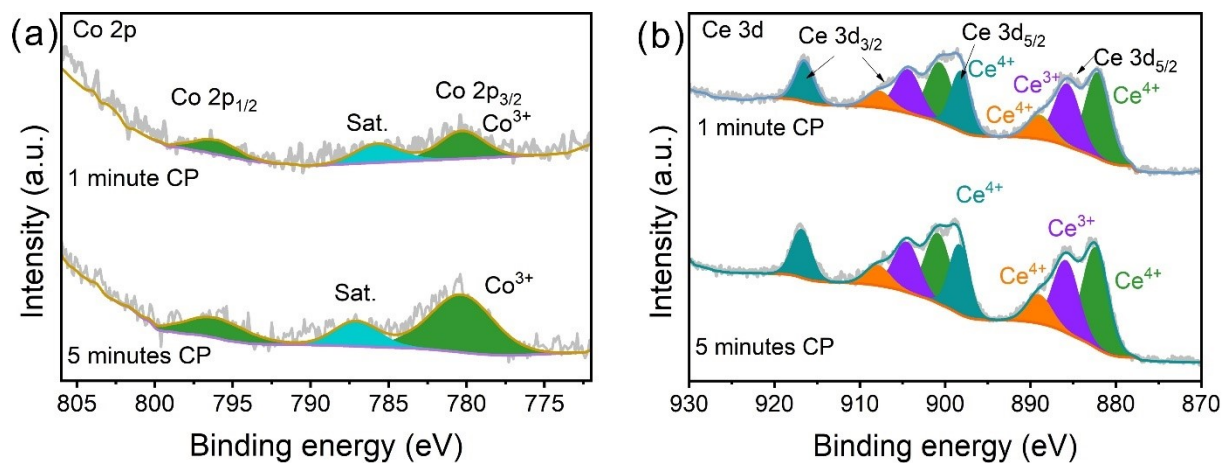 (a)
Co 2p
Co 2p1/2
Co 2p3/2
Sat.
Co3+
1 minute CP
Sat.
Co3+
5 minutes CP
Intensity (a.u.)
805 800 795 790 785 780 775
Binding energy (eV)
(b)
Ce 3d
Ce 3d3/2
Ce 3d5/2
Ce4+
Ce3+
Ce 3d5/2
Ce4+
Ce4+
1 minute CP
Ce4+
Ce3+
Ce4+
Ce4+
5 minutes CP
Intensity (a.u.)
930 920 910 900 890 880 870
Binding energy (eV)